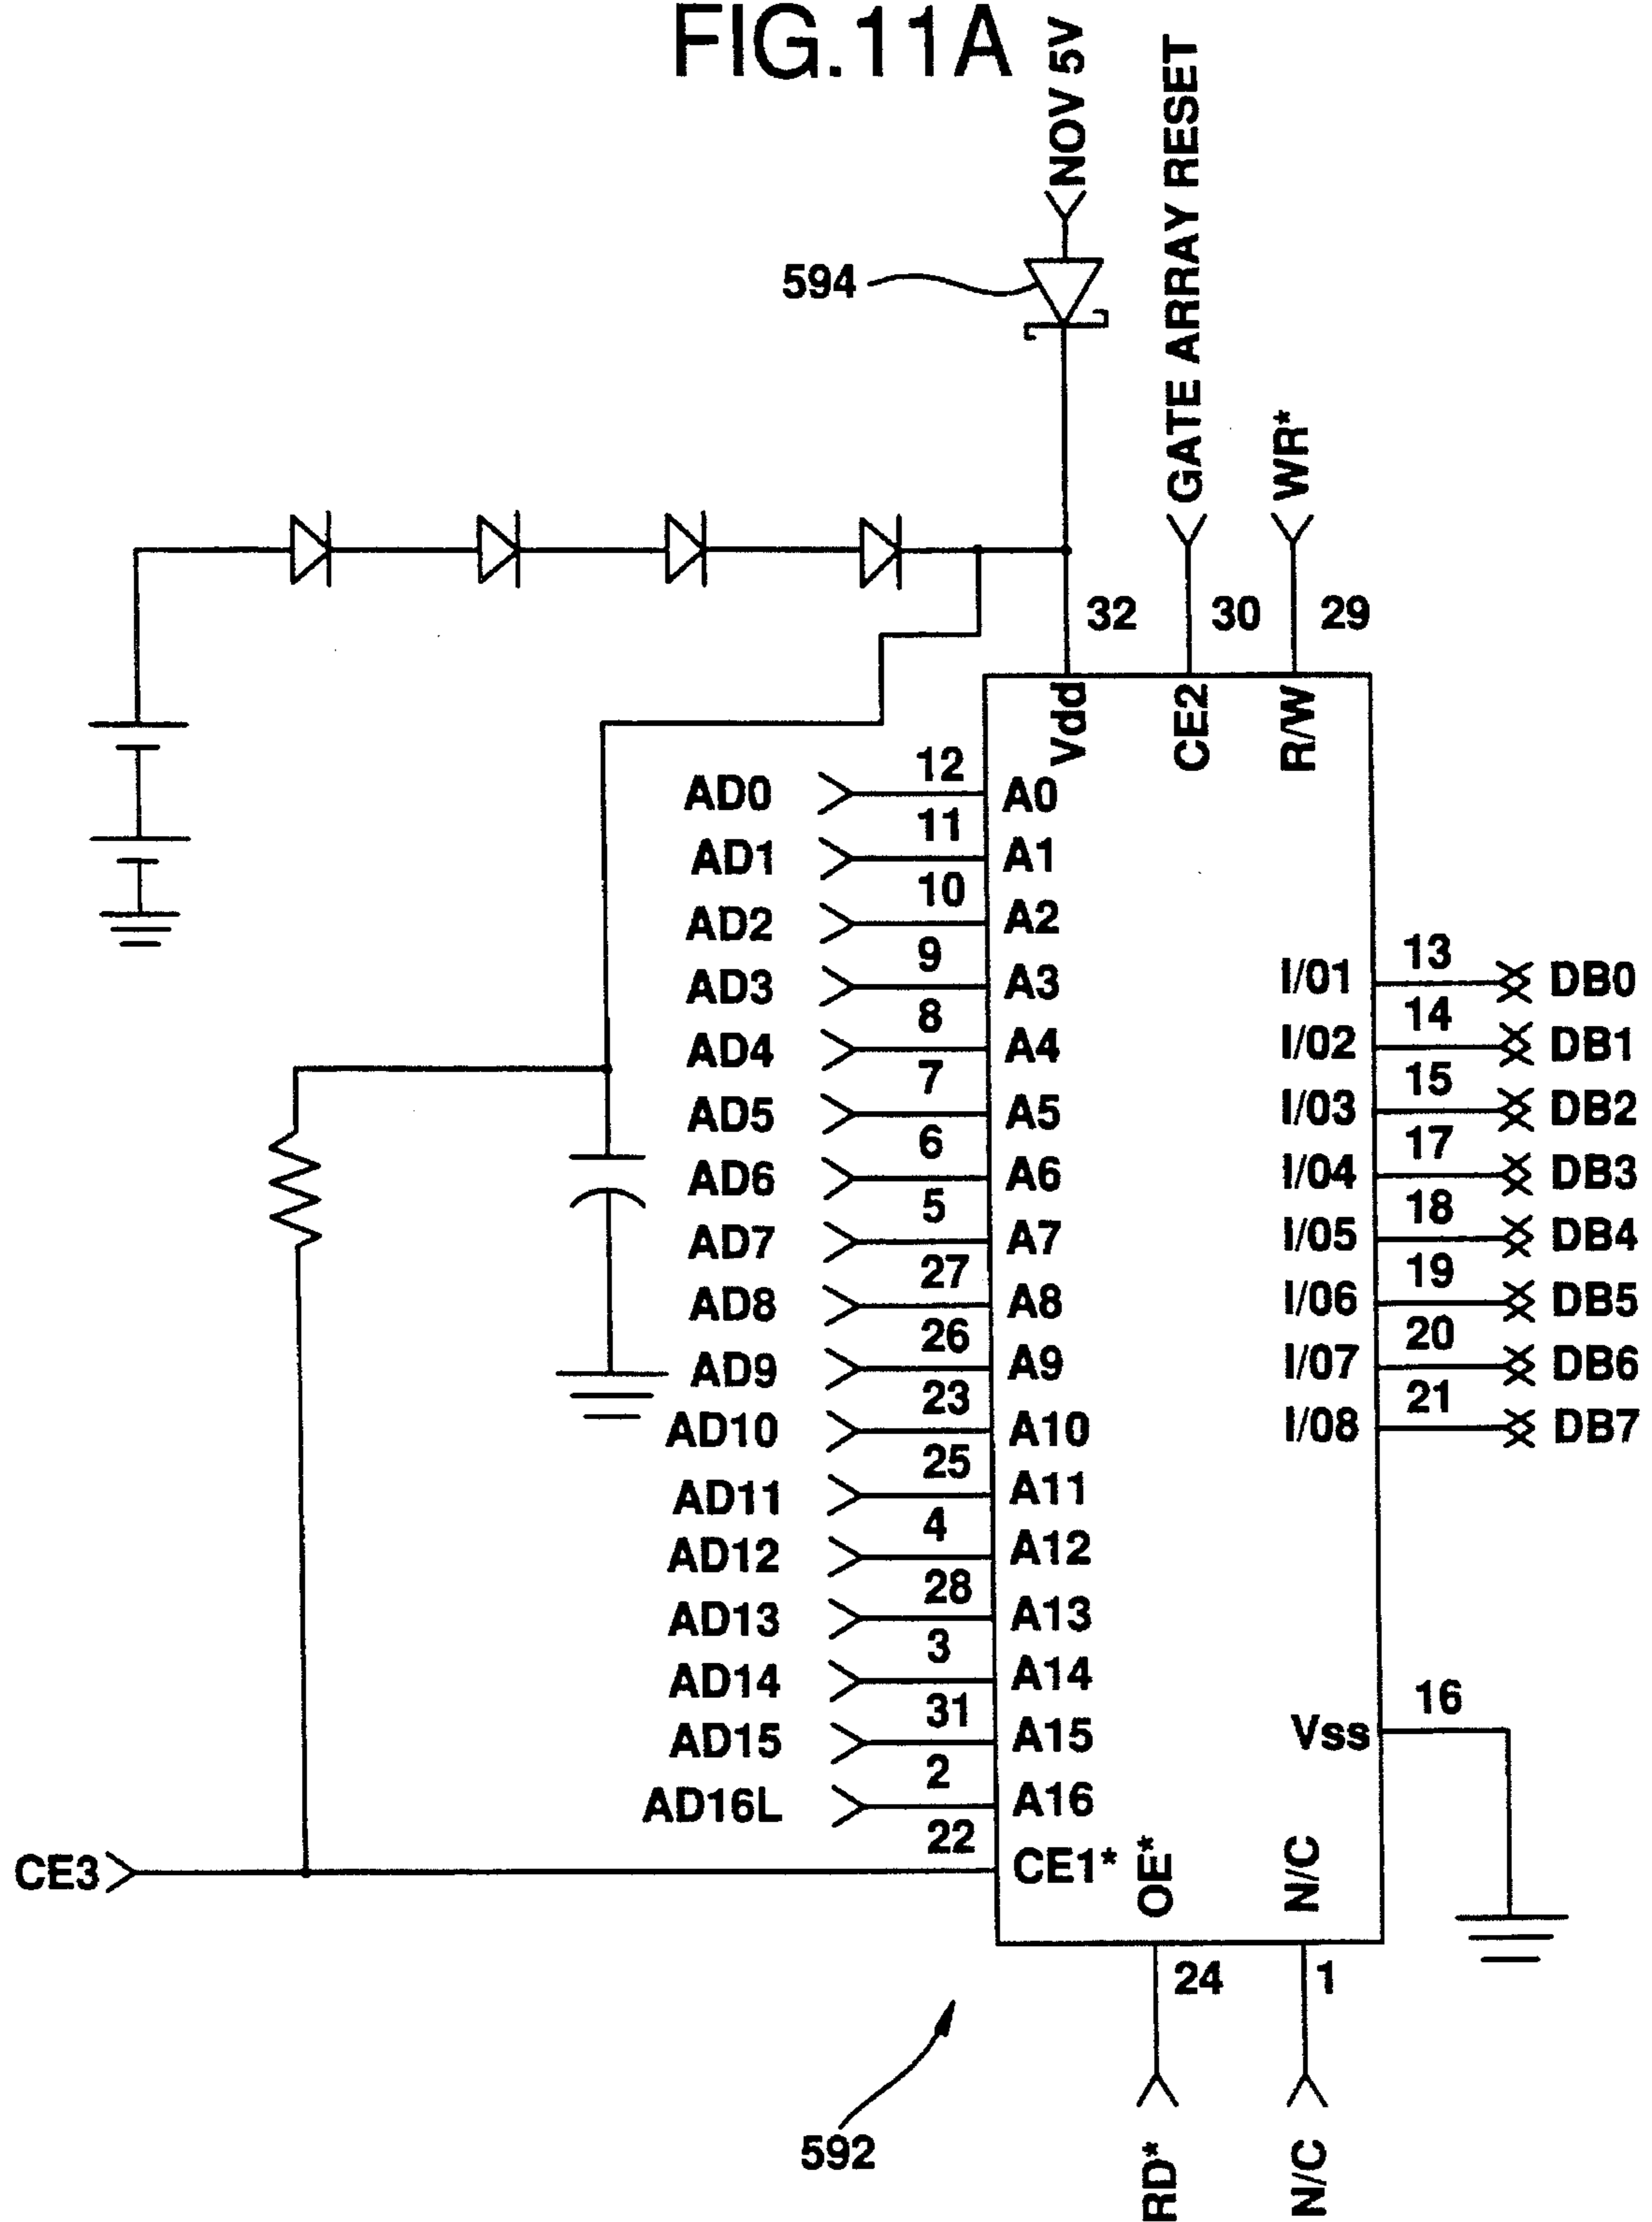 FIG.11A
NOV 5V
GATE ARRAY RESET
WR*
594
32 30 29
Vdd CE2 R/W
AD0 12 A0
AD1 11 A1
AD2 10 A2
AD3 9 A3
I/01 13 DB0
AD4 8 A4
I/02 14 DB1
AD5 7 A5
I/03 15 DB2
AD6 6 A6
I/04 17 DB3
AD7 5 A7
I/05 18 DB4
AD8 27 A8
I/06 19 DB5
AD9 26 A9
I/07 20 DB6
AD10 23 A10
I/08 21 DB7
AD11 25 A11
AD12 4 A12
AD13 28 A13
AD14 3 A14
AD15 31 A15
Vss 16
AD16L 2 A16
CE3 22 CE1*
OE* N/C
24 1
592
RD* N/C